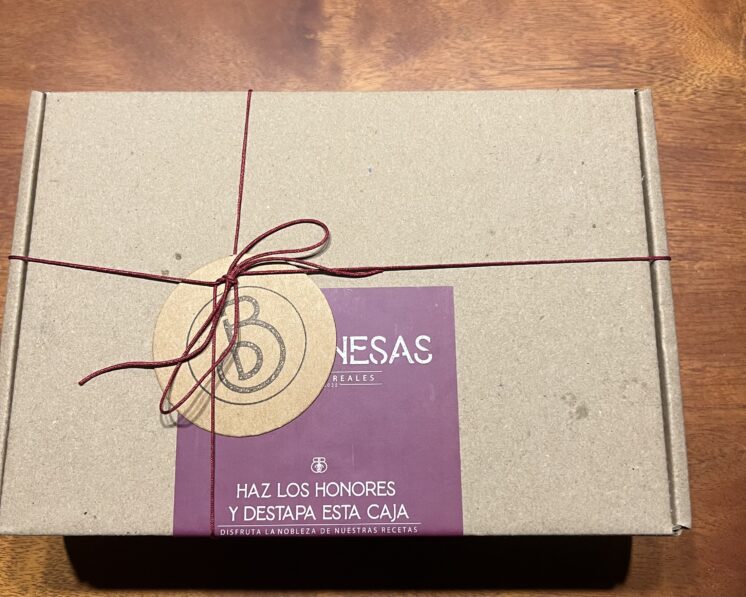 B
NESAS
REALES
HAZ LOS HONORES
Y DESTAPA ESTA CAJA
DISFRUTA LA NOBLEZA DE NUESTRAS RECETAS